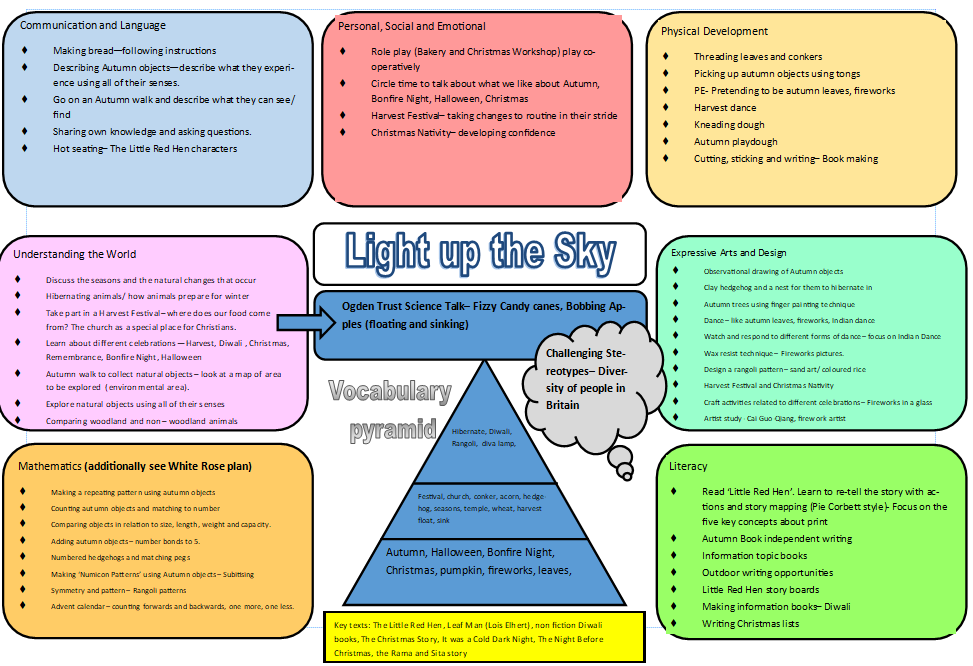 Communication and Language
Making bread—following instructions
Describing Autumn objects— describe what they experi-
ence using all of their senses.
Go on an Autumn walk and describe what they can see/
find
Sharing own knowledge and asking questions.
Hot seating– The Little Red Hen characters
Personal, Social and Emotional
Role play (Bakery and Christmas Workshop) play co-
operatively
Circle time to talk about what we like about Autumn,
Bonfire Night, Halloween, Christmas
Harvest Festival– taking changes to routine in their stride
Christmas Nativity– developing confidence
Physical Development
Threading leaves and conkers
Picking up autumn objects using tongs
PE- Pretending to be autumn leaves, fireworks
Harvest dance
Kneading dough
Autumn playdough
Cutting, sticking and writing– Book making
Understanding the World
Discuss the seasons and the natural changes that occur
Hibernating animals/ how animals prepare for winter
Take part in a Harvest Festival– where does our food come
from? The church as a special place for Christians.
Learn about different celebrations —Harvest, Diwali , Christmas,
Remembrance, Bonfire Night, Halloween
Autumn walk to collect natural objects– look at a map of area
to be explored (environmental area).
Explore natural objects using all of their senses
Comparing woodland and non – woodland animals
Light up the Sky
Ogden Trust Science Talk– Fizzy Candy canes, Bobbing Ap-
ples (floating and sinking)
Challenging Ste-
reotypes– Diver-
sity of people in
Britain
Vocabulary
pyramid
Hibernate, Diwali,
Rangoli, diva lamp,
Festival, church, conker, acorn, hedge
hog, seasons, temple, wheat, harvest
float, sink
Autumn, Halloween, Bonfire Night,
Christmas, pumpkin, fireworks, leaves,
Expressive Arts and Design
Observational drawing of Autumn objects
Clay hedgehog and a nest for them to hibernate in
Autumn trees using finger painting technique
Dance– like autumn leaves, fireworks, Indian dance
Watch and respond to different forms of dance– focus on Indian Dance
Wax resist technique– Fireworks pictures.
Design a rangoli pattern– sand art/ coloured rice
Harvest Festival and Christmas Nativity
Craft activities related to different celebrations– Fireworks in a glass
Artist study - Cai Guo-Qiang, firework artist
Mathematics (additionally see White Rose plan)
Making a repeating pattern using autumn objects
Counting autumn objects and matching to number
Comparing objects in relation to size, length, weight and capacity.
Adding autumn objects– number bonds to 5.
Numbered hedgehogs and matching pegs
Making ‘Numicon Patterns’ using Autumn objects– Subitising
Symmetry and pattern– Rangoli patterns
Advent calendar– counting forwards and backwards, one more, one less.
Literacy
Read ‘Little Red Hen’. Learn to re-tell the story with ac-
tions and story mapping (Pie Corbett style)- Focus on the
five key concepts about print
Autumn Book independent writing
Information topic books
Outdoor writing opportunities
Little Red Hen story boards
Making information books– Diwali
Writing Christmas lists
Key texts: The Little Red Hen, Leaf Man (Lois Elhert), non fiction Diwali
books, The Christmas Story, It was a Cold Dark Night, The Night Before
Christmas, the Rama and Sita story